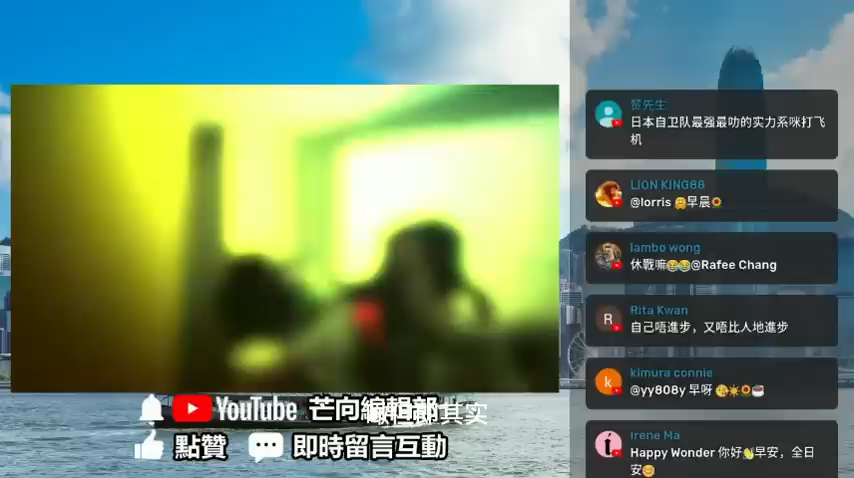 贺先生
日本自卫队最强最叻的实力系咪打飞
机
LION KING88
@lorris 🤗早晨🌻
lambo wong
休戰嘛😂😂@Rafee Chang
Rita Kwan
自己唔進步，又唔比人地進步
kimura connie
@yy808y 早呀 😘☀️🌻☕
Irene Ma
Happy Wonder 你好👋早安，全日
安😊
YouTube 芒向編輯部
其实
點贊 即時留言互動
R
k